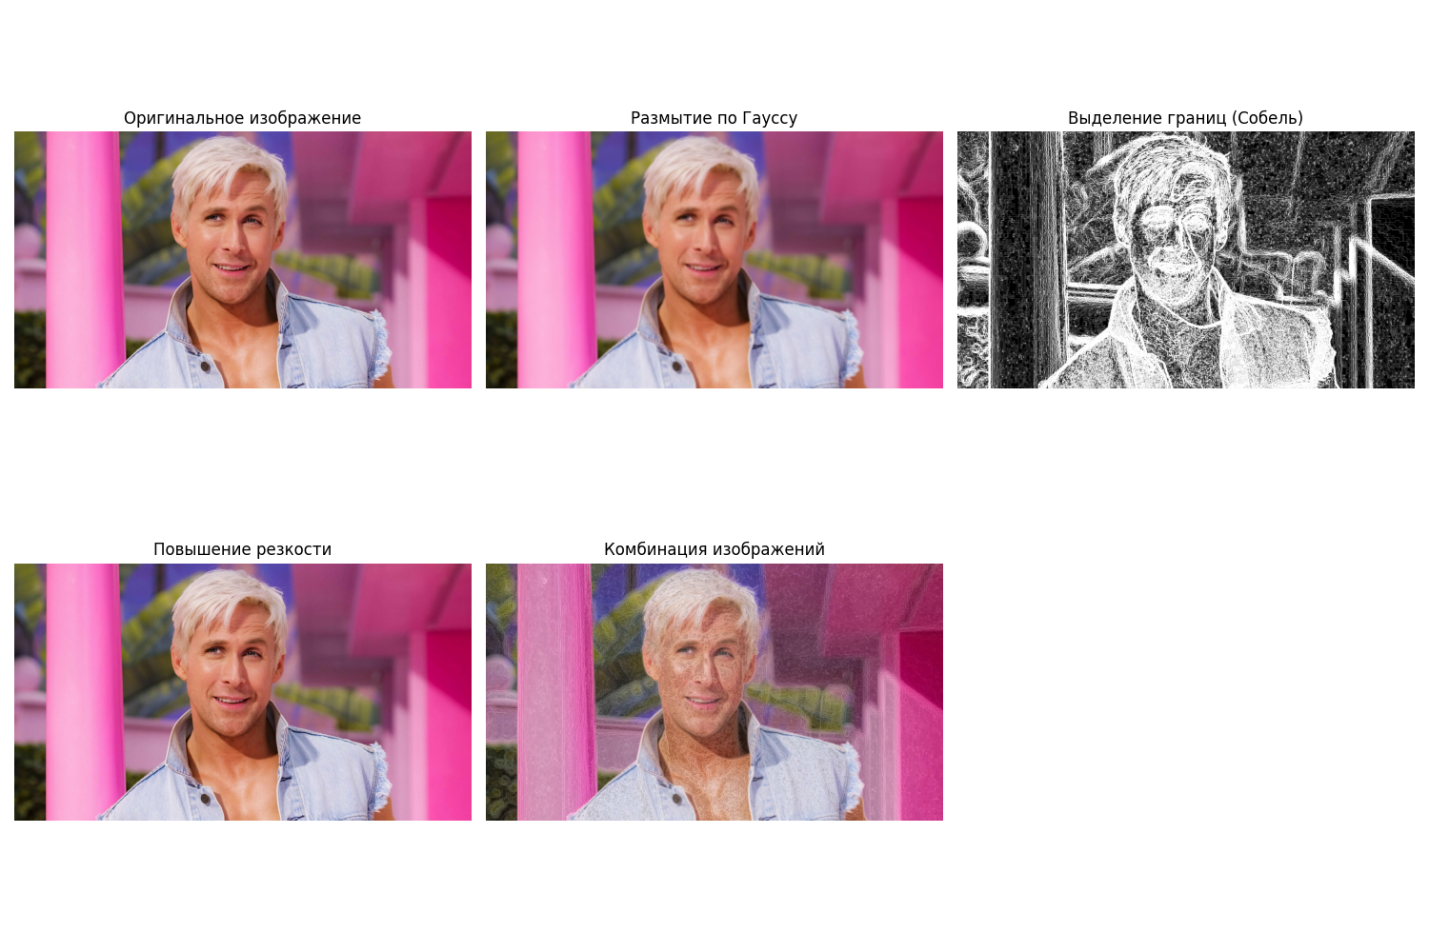 Оригинальное изображение
Размытие по Гауссу
Выделение границ (Собель)
Повышение резкости
Комбинация изображений